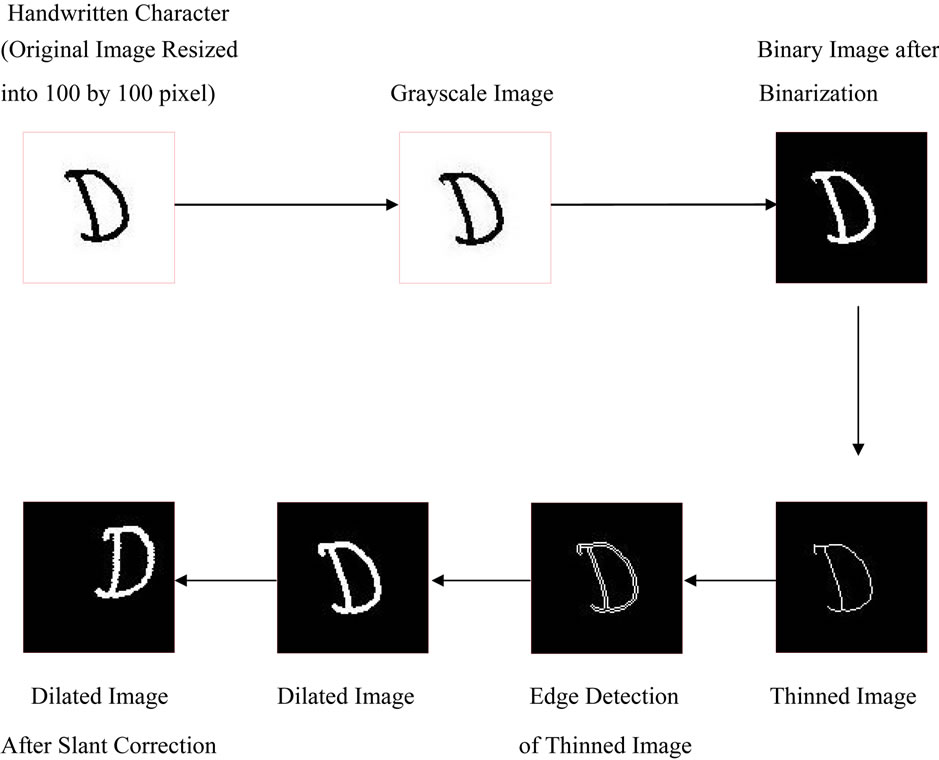 Handwritten Character
(Original Image Resized
into 100 by 100 pixel)
Grayscale Image
Binary Image after
Binarization
D
D
D
D
D
D
D
Dilated Image
After Slant Correction
Dilated Image
Edge Detection
of Thinned Image
Thinned Image